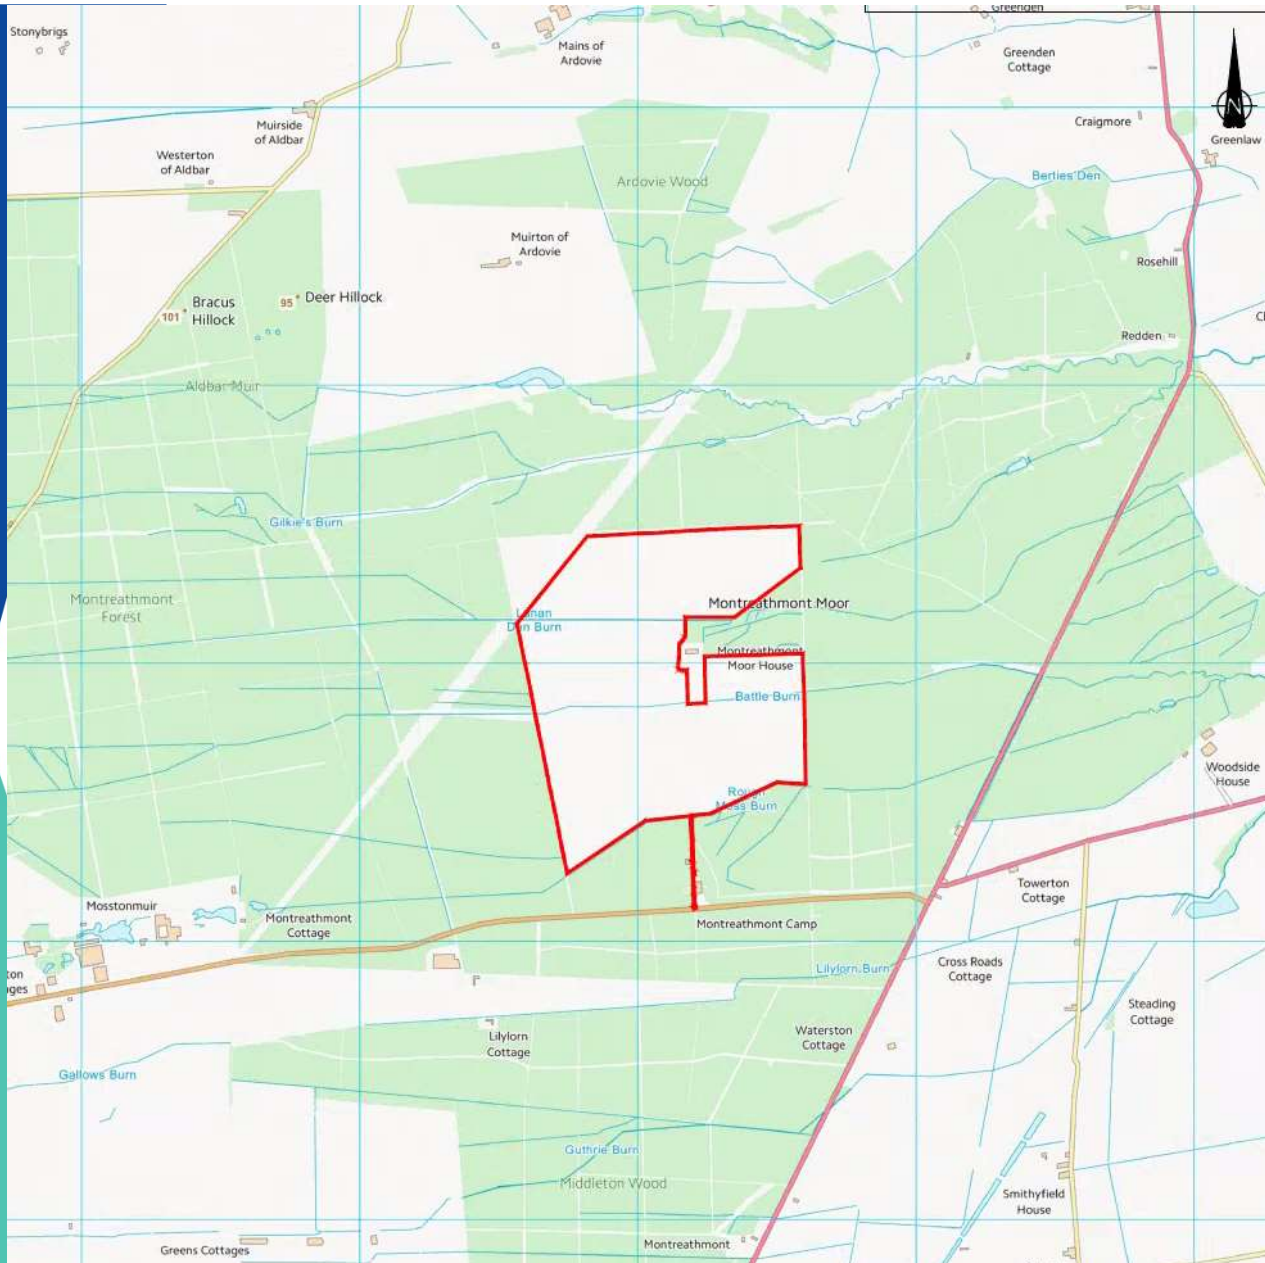 Greenden
Stonybrigs
Mains of
Ardovie
Greenden
Cottage
Craigmore
N
Greenlaw
Muirside
of Aldbar
Westerton
of Aldbar
Ardovie Wood
Berties' Den
Muirton of
Ardovie
Rosehill
Bracus
Hillock
101
95
Deer Hillock
Redden
Aldbar Muir
Gilkie's Burn
Montreathmont
Forest
Lunan
Den Burn
Montreathmont Moor
Montreathmont
Moor House
Battle Burn
Rough
Moss Burn
Woodside
House
Mosstonmuir
Montreathmont
Cottage
Towerton
Cottage
Montreathmont Camp
Cross Roads
Cottage
Lilylorn Burn
Steading
Cottage
Waterston
Cottage
Lilylorn
Cottage
Gallows Burn
Guthrie Burn
Middleton Wood
Smithyfield
House
Greens Cottages
Montreathmont